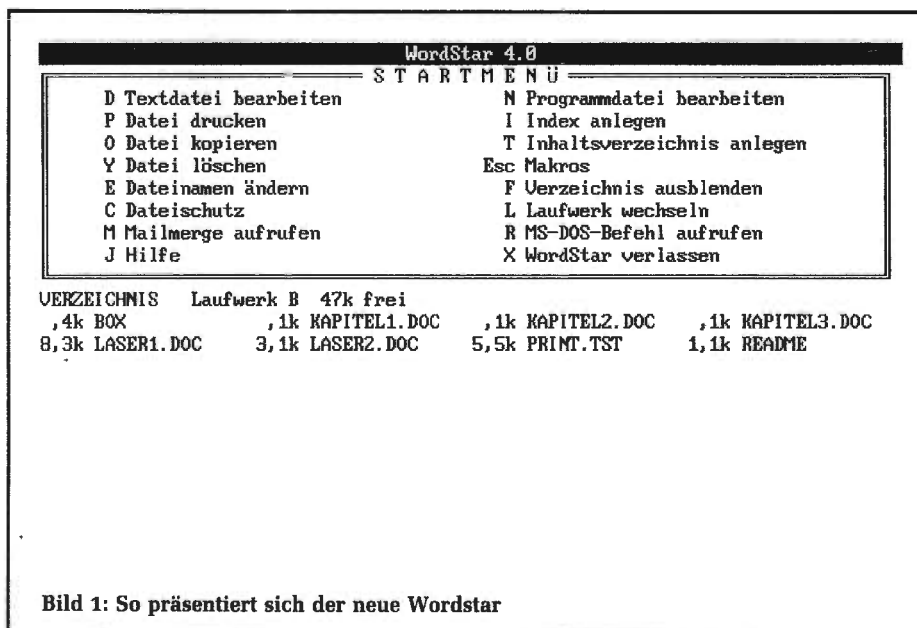 WordStar 4.0
S T A R T M E N Ü
D Textdatei bearbeiten N Programmdatei bearbeiten
P Datei drucken I Index anlegen
O Datei kopieren T Inhaltsverzeichnis anlegen
Y Datei löschen Esc Makros
E Dateinamen ändern F Verzeichnis ausblenden
C Dateischutz L Laufwerk wechseln
M Mailmerge aufrufen R MS-DOS-Befehl aufrufen
J Hilfe X WordStar verlassen
VERZEICHNIS Laufwerk B 47k frei
,4k BOX ,1k KAPITEL1.DOC ,1k KAPITEL2.DOC ,1k KAPITEL3.DOC
8,3k LASER1.DOC 3,1k LASER2.DOC 5,5k PRINT.TST 1,1k README
Bild 1: So präsentiert sich der neue Wordstar